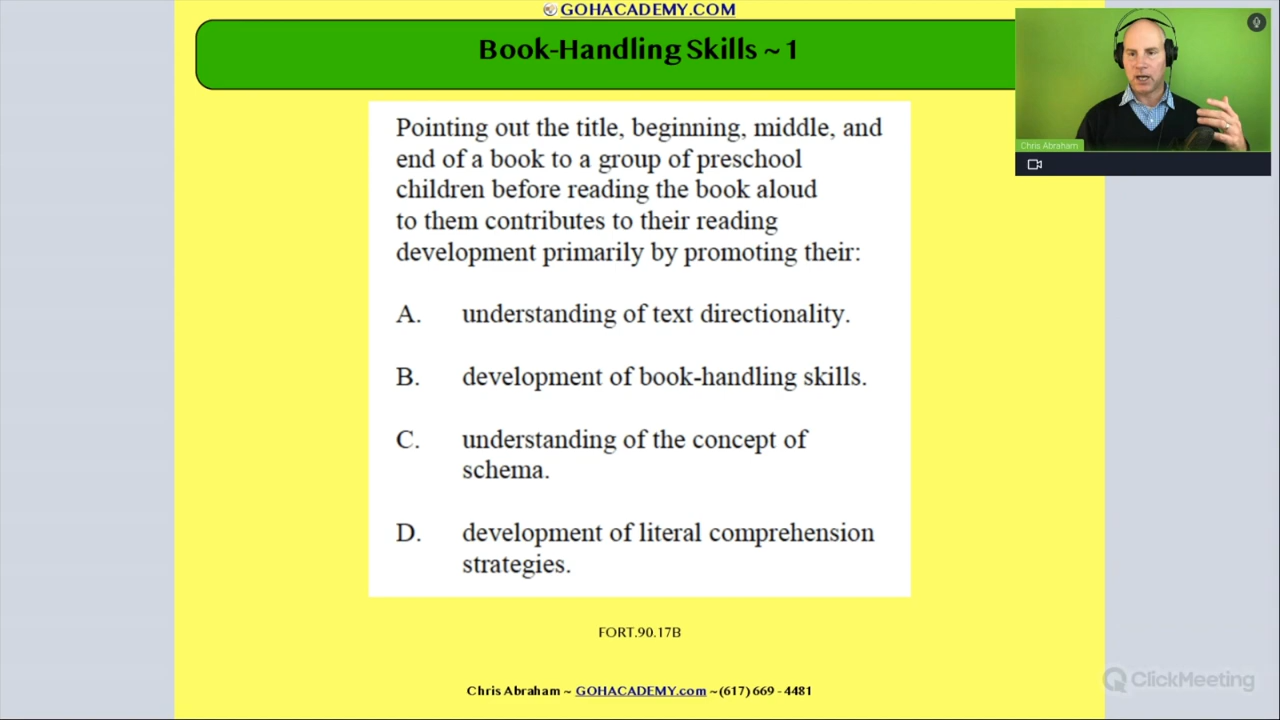 GOHACADEMY.COM
Book-Handling Skills ~ 1
Chris Abraham
Pointing out the title, beginning, middle, and
end of a book to a group of preschool
children before reading the book aloud
to them contributes to their reading
development primarily by promoting their:
A. understanding of text directionality.
B. development of book-handling skills.
C. understanding of the concept of
schema.
D. development of literal comprehension
strategies.
FORT.90.17B
Chris Abraham ~ GOHACADEMY.com ~(617) 669 - 4481
ClickMeeting